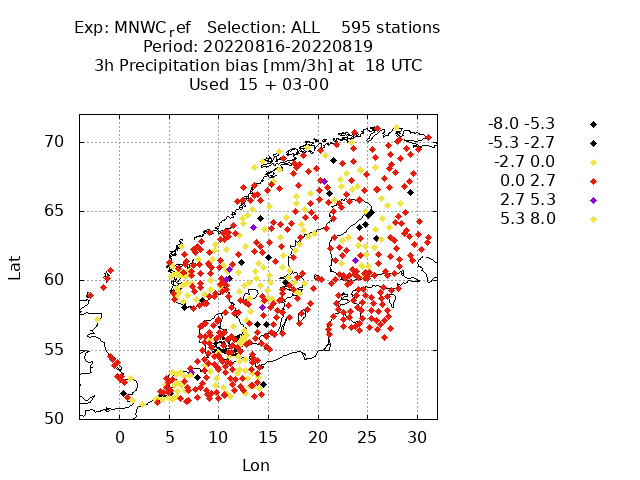 Exp: MNWC_ref Selection: ALL 595 stations
Period: 20220816-20220819
3h Precipitation bias [mm/3h] at 18 UTC
Used 15 + 03-00
-8.0 -5.3
-5.3 -2.7
-2.7 0.0
0.0 2.7
2.7 5.3
5.3 8.0
70
65
60
55
50
Lat
0 5 10 15 20 25 30
Lon